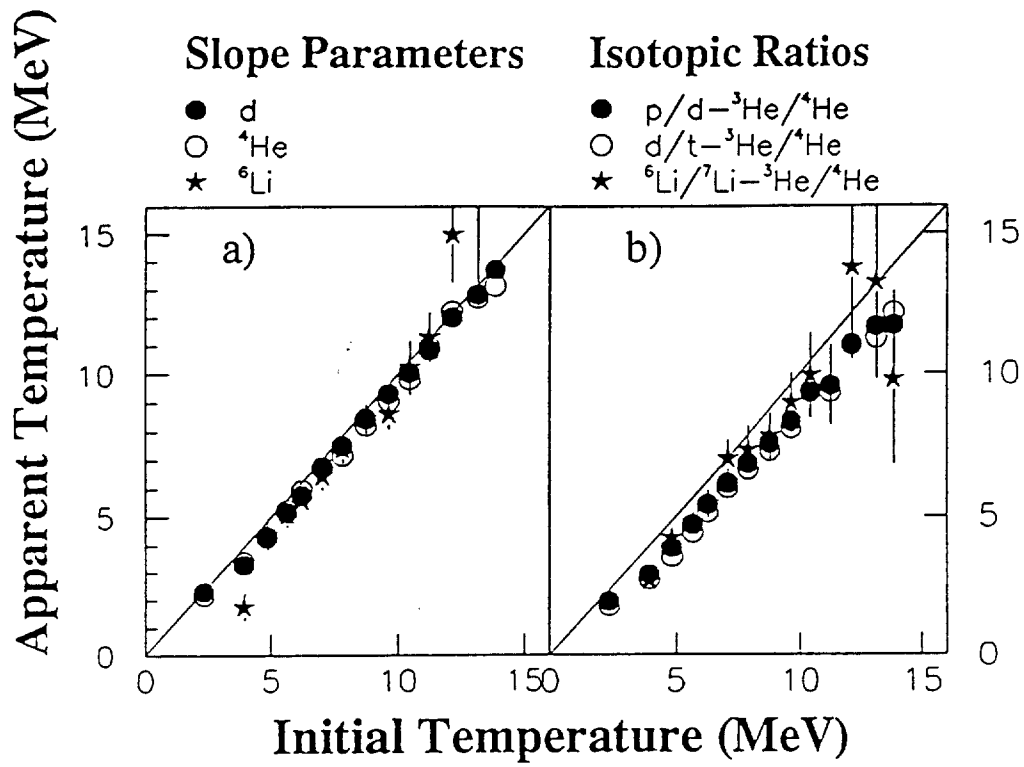 Slope Parameters
d
⁴He
⁶Li
Isotopic Ratios
p/d–³He/⁴He
d/t–³He/⁴He
⁶Li/⁷Li–³He/⁴He
Apparent Temperature (MeV)
a)
b)
15
10
5
0
15
10
5
0
0
5
10
15
0
5
10
15
Initial Temperature (MeV)